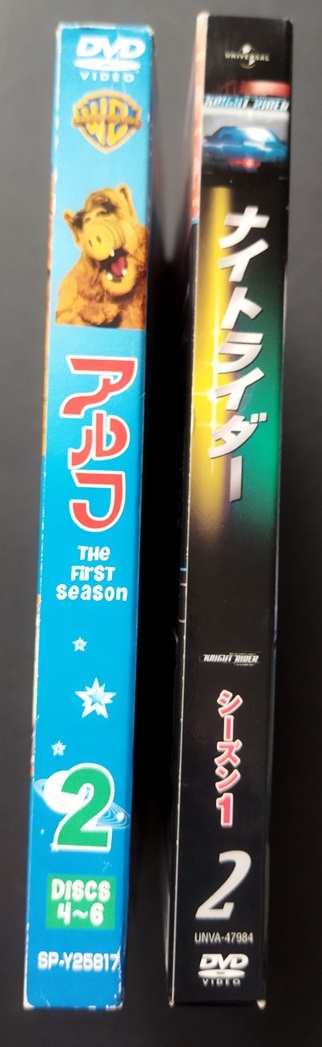 DVD
VIDEO
WB
アルフ
THE
FIRST
SEASON
2
DISCS
4～6
SP-Y25817
UNIVERSAL
KNIGHT RIDER
ナイトライダー
KNIGHT RIDER
シーズン1
2
UNVA-47984
DVD
VIDEO